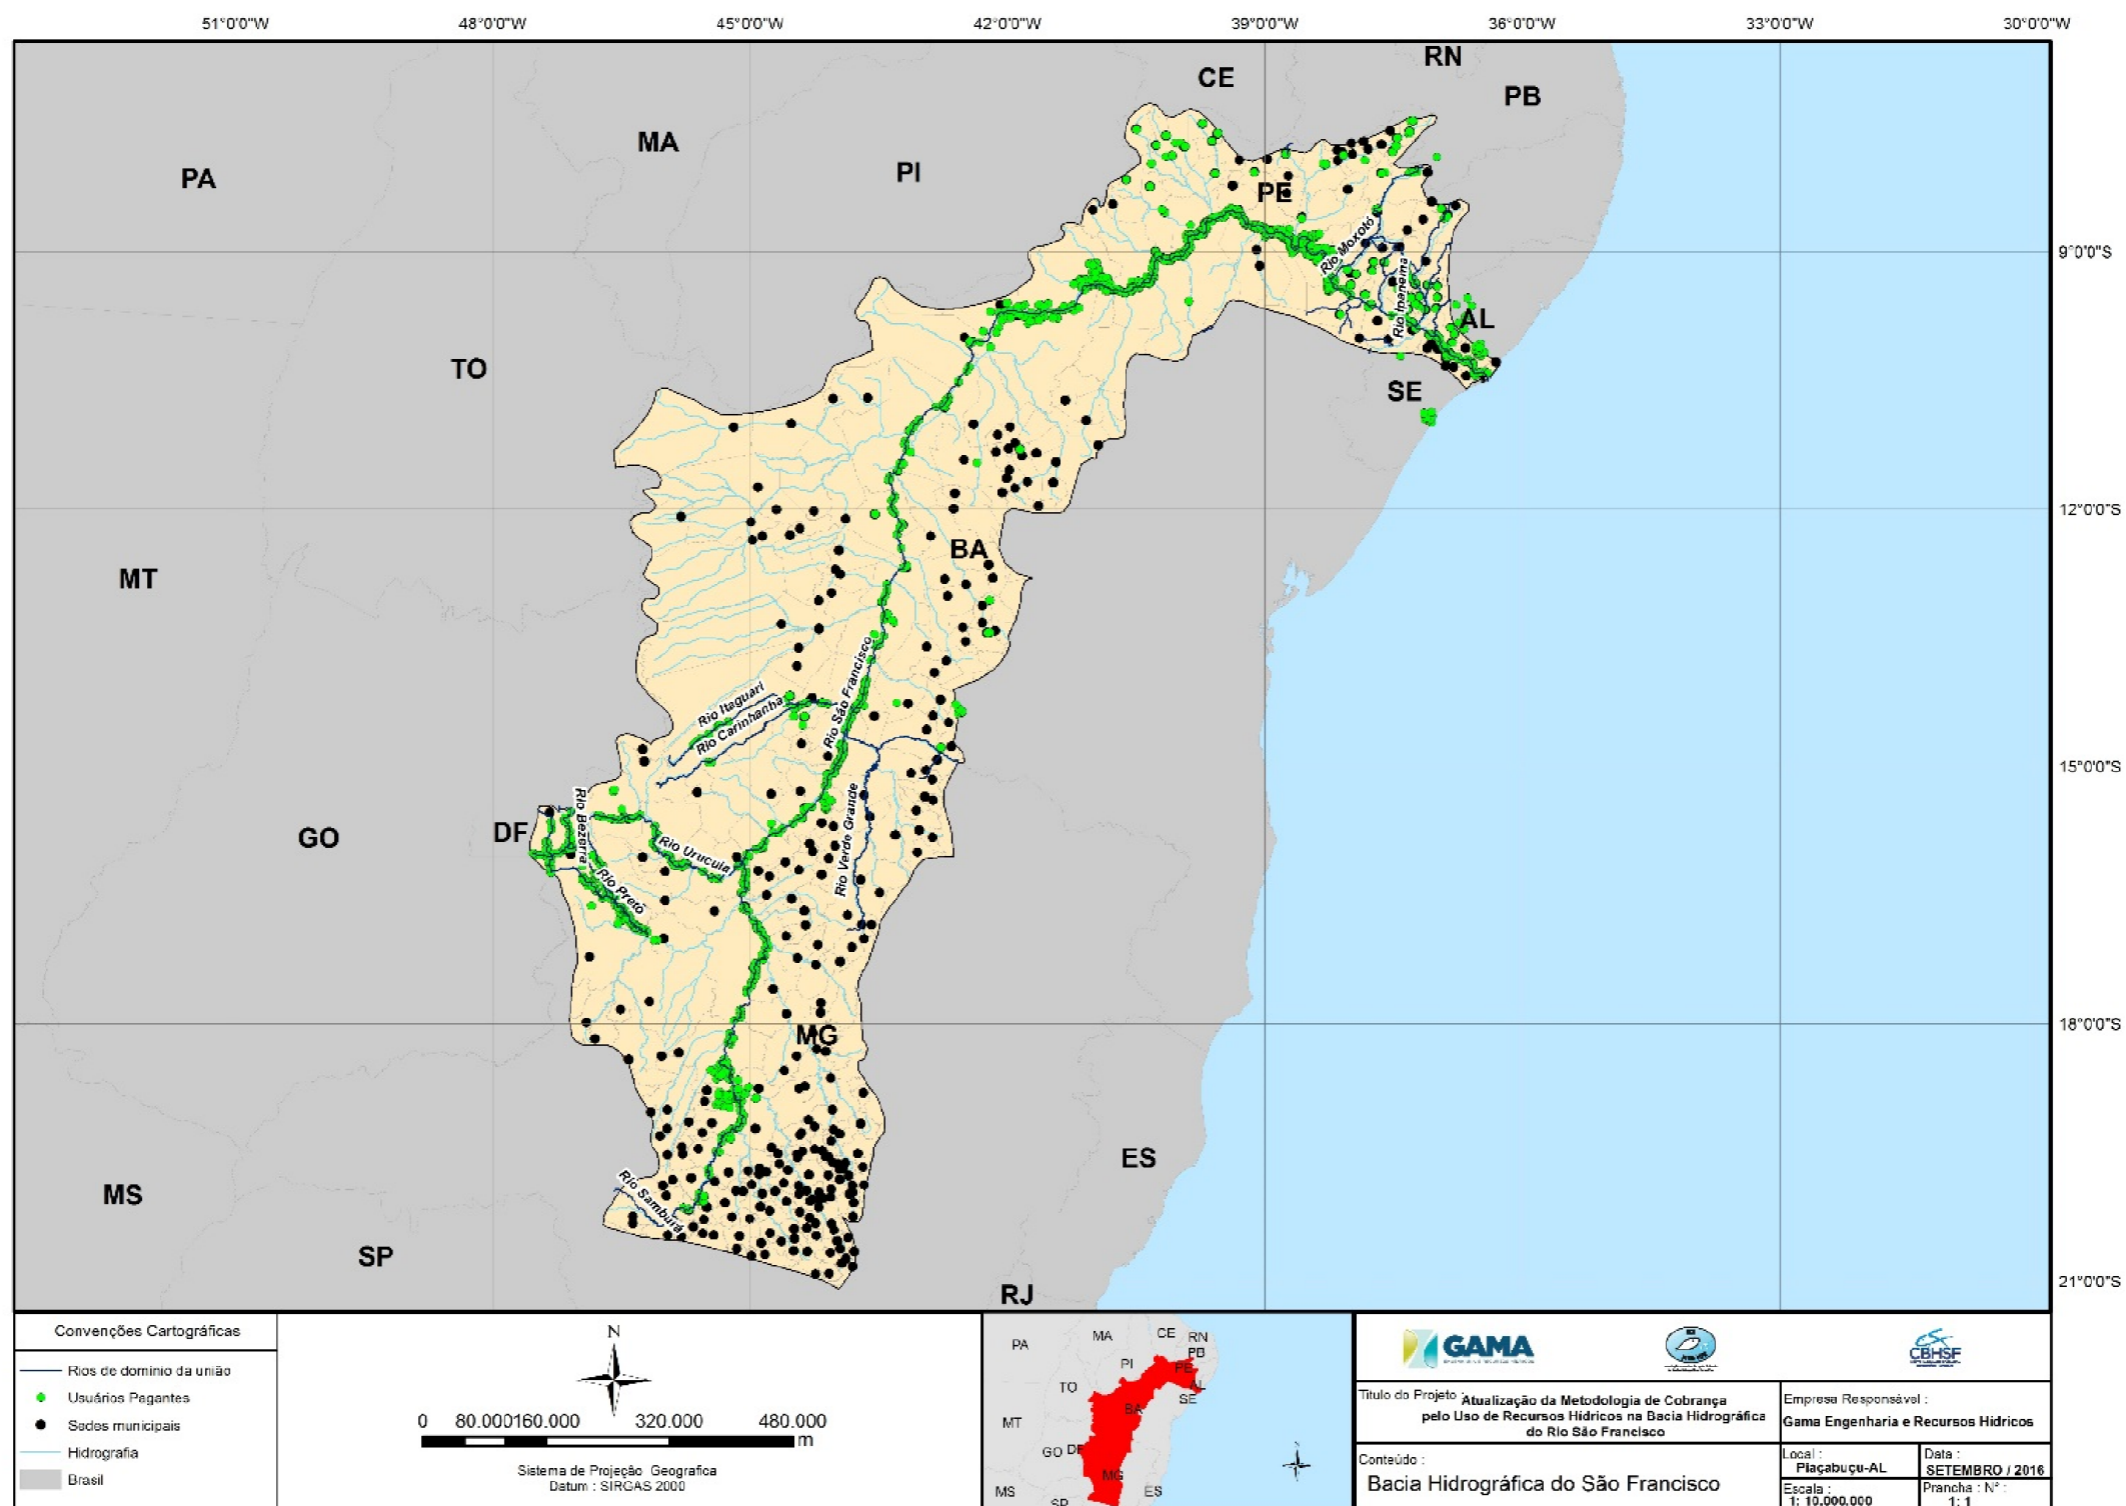 51°0'0"W 48°0'0"W 45°0'0"W 42°0'0"W 39°0'0"W 36°0'0"W 33°0'0"W 30°0'0"W
RN
CE
PB
MA
PI
PA
PE
Rio Moxotó
9°0'0"S
Rio Ipanema
AL
TO
SE
12°0'0"S
BA
MT
Rio São Francisco
Rio Itaguari
Rio Carinhanha
15°0'0"S
Rio Verde Grande
Rio Bezerra
DF
GO
Rio Urucuia
Rio Preto
18°0'0"S
MG
ES
MS
Rio Samburá
SP
21°0'0"S
RJ
Convenções Cartográficas
Rios de domínio da união
Usuários Pagantes
Sedes municipais
Hidrografia
Brasil
N
0 80.000160.000 320.000 480.000
m
Sistema de Projeção Geografica
Datum : SIRGAS 2000
PA MA CE RN
PB
PI PE
TO AL
SE
BA
MT
GO DF
MG
MS ES
SP
N
GAMA
CBHSF
Titulo do Projeto : Atualização da Metodologia de Cobrança
pelo Uso de Recursos Hídricos na Bacia Hidrográfica
do Rio São Francisco
Empresa Responsável :
Gama Engenharia e Recursos Hídricos
Conteúdo :
Bacia Hidrográfica do São Francisco
Local :
Piaçabuçu-AL
Data :
SETEMBRO / 2016
Escala :
1: 10.000.000
Prancha : N° :
1: 1